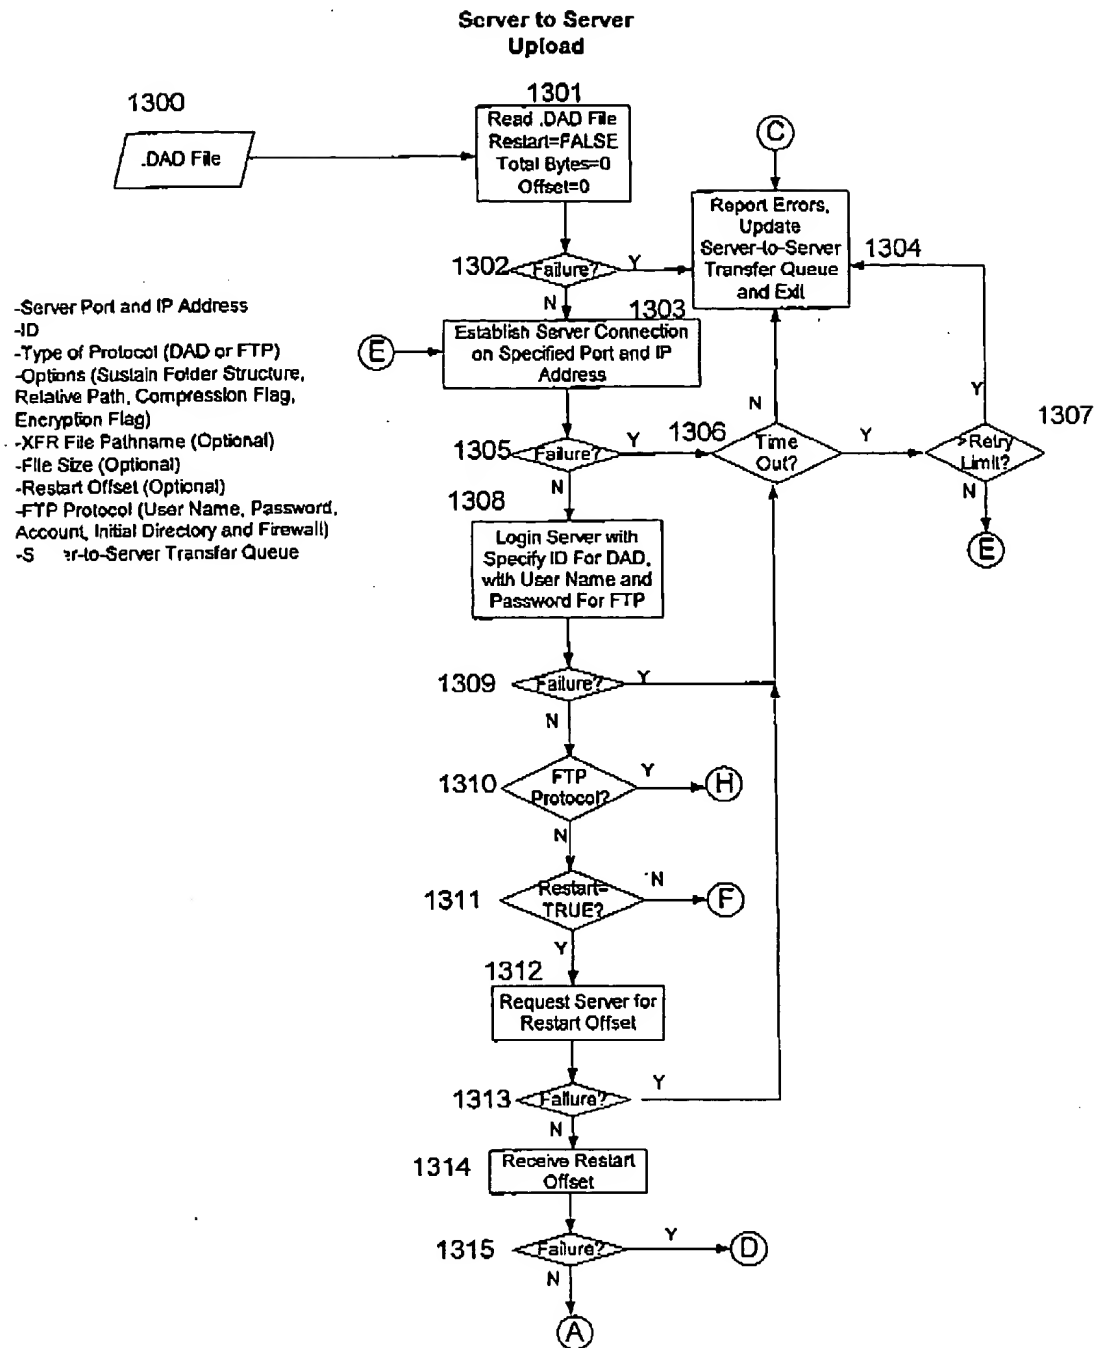 Server to Server
Upload
1300
.DAD File
1301
Read .DAD File
Restart=FALSE
Total Bytes=0
Offset=0
C
Report Errors,
Update
Server-to-Server
Transfer Queue
and Exit
1304
1302
Failure?
Y
N
-Server Port and IP Address
-ID
-Type of Protocol (DAD or FTP)
-Options (Sustain Folder Structure,
Relative Path, Compression Flag,
Encryption Flag)
-XFR File Pathname (Optional)
-File Size (Optional)
-Restart Offset (Optional)
-FTP Protocol (User Name, Password,
Account, Initial Directory and Firewall)
Transfer Queue
1303
E
Establish Server Connection
on Specified Port and IP
Address
1305
Failure?
Y
N
1306
Time
Out?
N
Y
1307
>Retry
Limit?
Y
N
E
1308
Login Server with
Specify ID For DAD,
with User Name and
Password For FTP
1309
Failure?
Y
N
1310
FTP
Protocol?
Y
H
N
1311
Restart=
TRUE?
N
F
Y
1312
Request Server for
Restart Offset
1313
Failure?
Y
N
1314
Receive Restart
Offset
1315
Failure?
Y
D
N
A